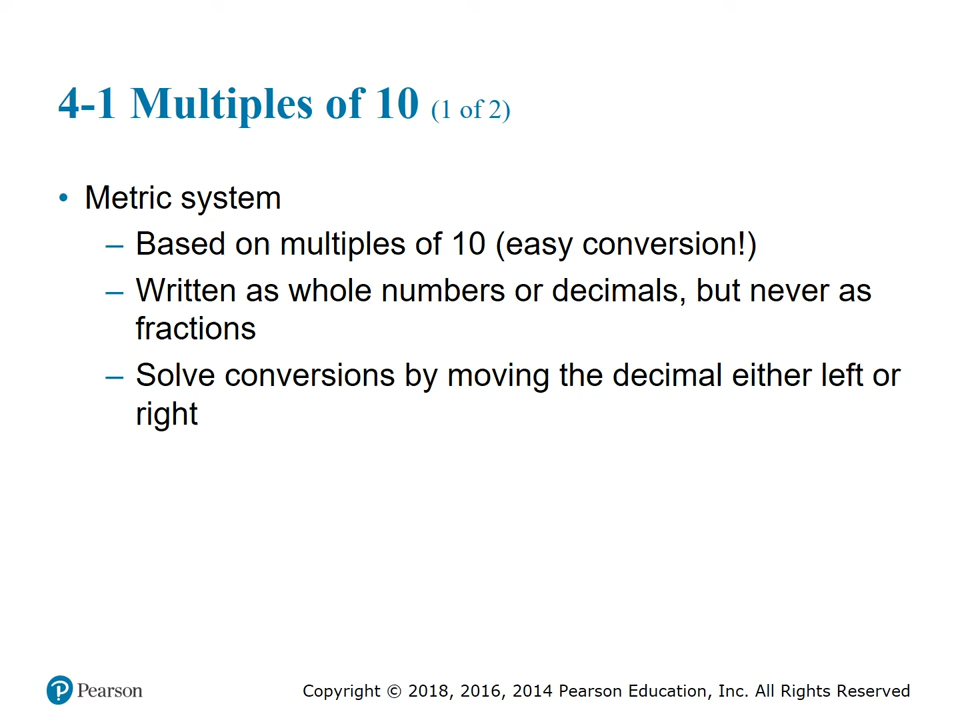 4-1 Multiples of 10 (1 of 2)
• Metric system
– Based on multiples of 10 (easy conversion!)
– Written as whole numbers or decimals, but never as
fractions
– Solve conversions by moving the decimal either left or
right
Pearson
Copyright © 2018, 2016, 2014 Pearson Education, Inc. All Rights Reserved